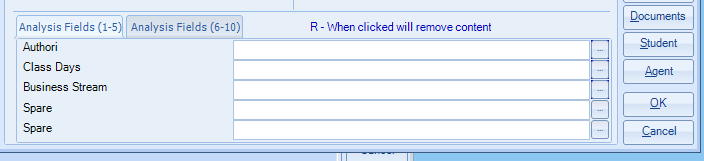 Analysis Fields (1-5) Analysis Fields (6-10) R - When clicked will remove content
Authori
Class Days
Business Stream
Spare
Spare
Documents
Student
Agent
OK
Cancel